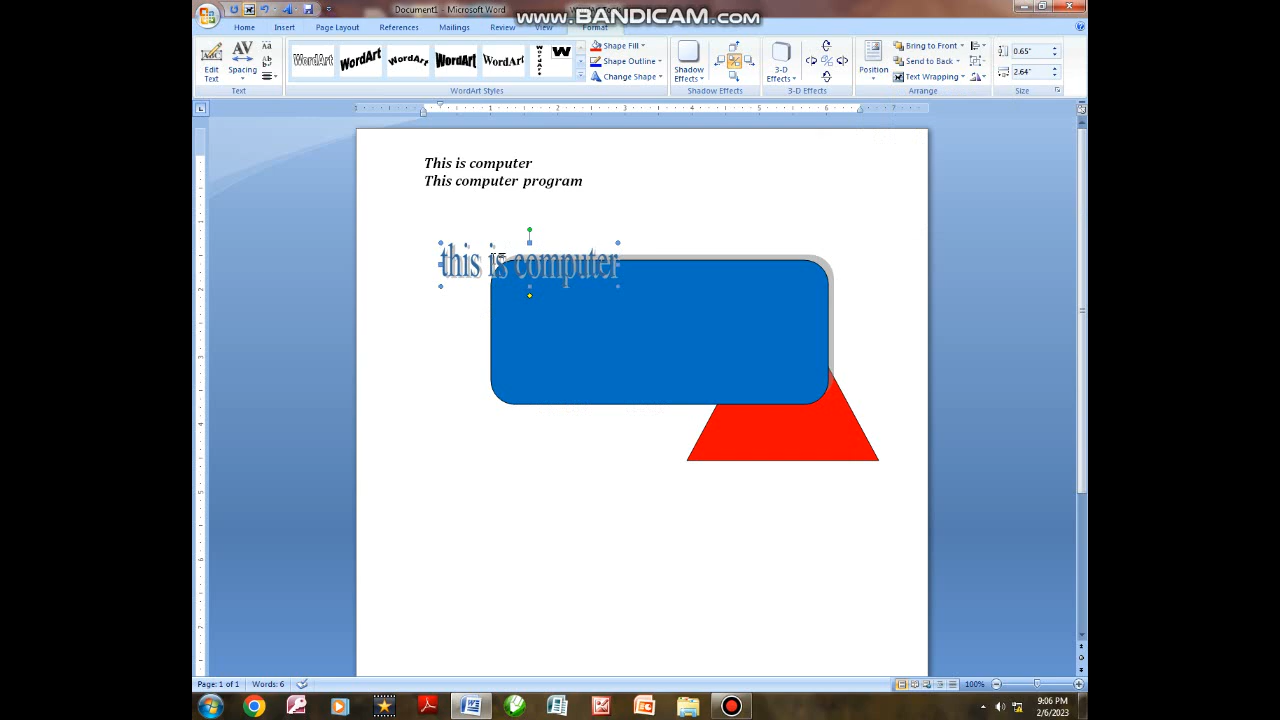 Document1 - Microsoft Word
www.BANDICAM.com
Home Insert Page Layout References Mailings Review View Format
Edit Text
Spacing
Text
WordArt WordArt WordArt WordArt WordArt
WordArt Styles
Shape Fill
Shape Outline
Change Shape
Shadow Effects
Shadow Effects
3-D Effects
3-D Effects
Position
Bring to Front
Send to Back
Text Wrapping
Arrange
0.65"
2.64"
Size
This is computer
This computer program
this is computer
Page: 1 of 1 Words: 6
100%
9:06 PM
2/6/2023